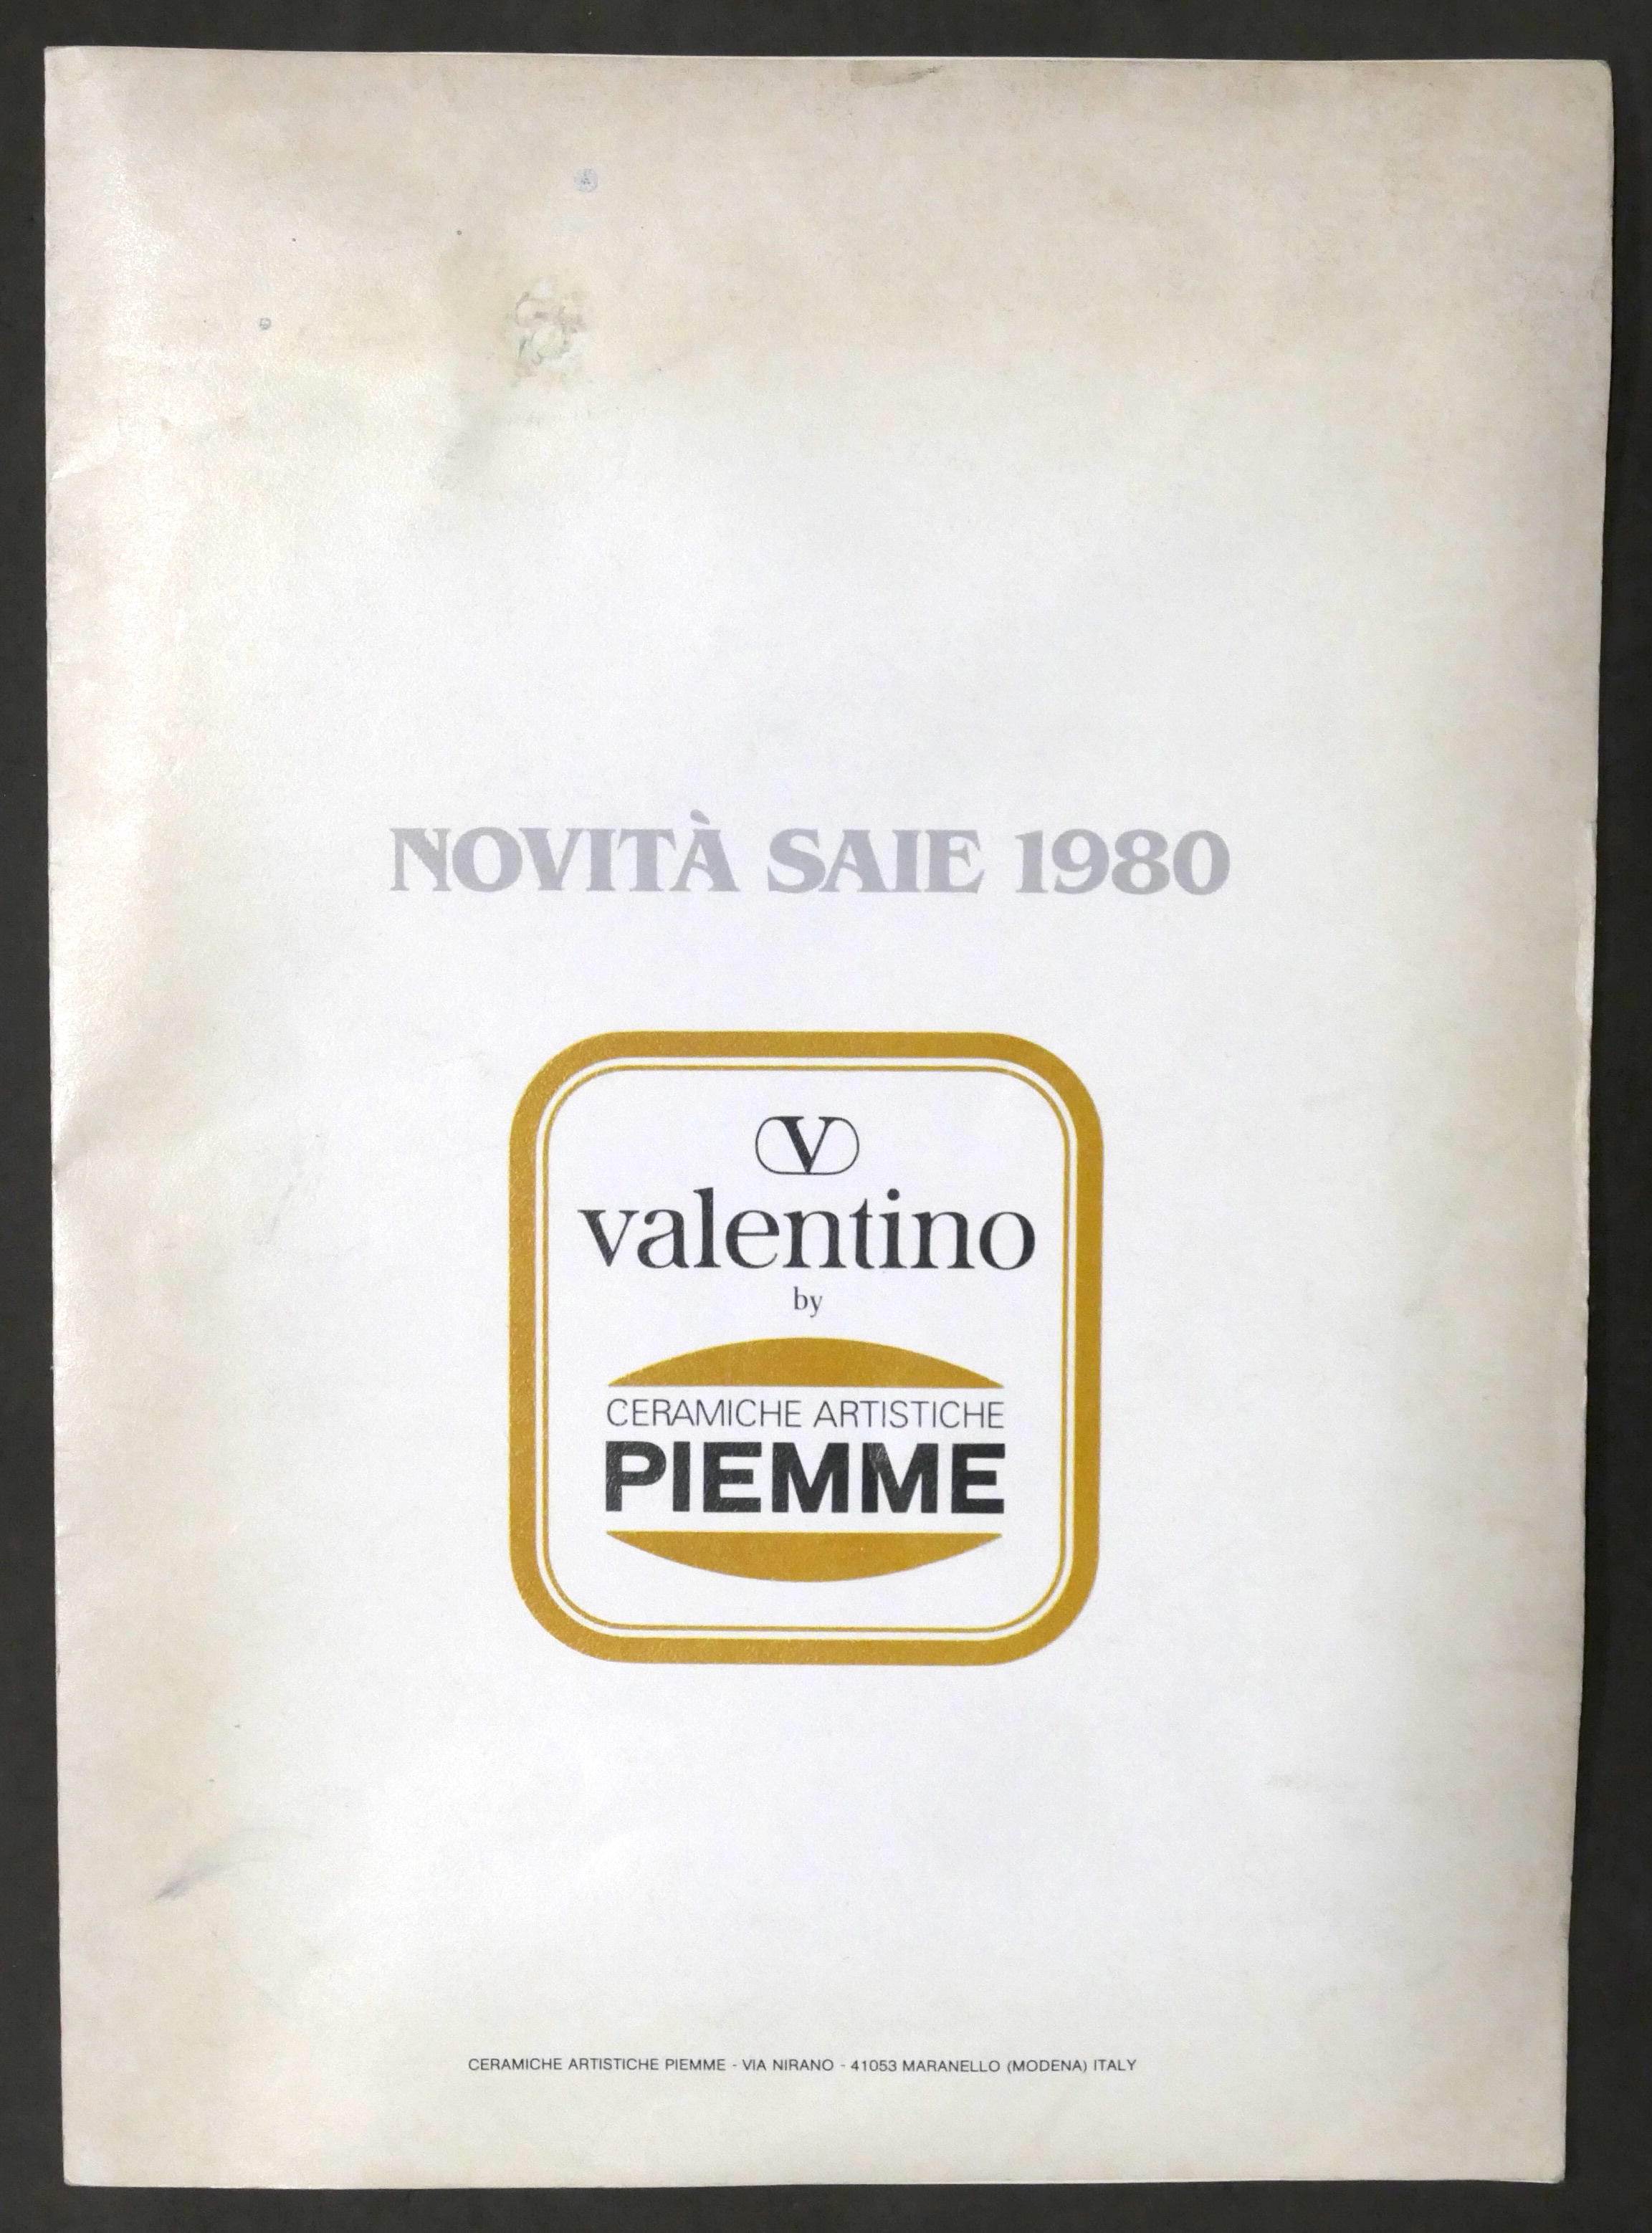 NOVITÀ SAIE 1980
V
valentino
by
CERAMICHE ARTISTICHE
PIEMME
CERAMICHE ARTISTICHE PIEMME - VIA NIRANO - 41053 MARANELLO (MODENA) ITALY